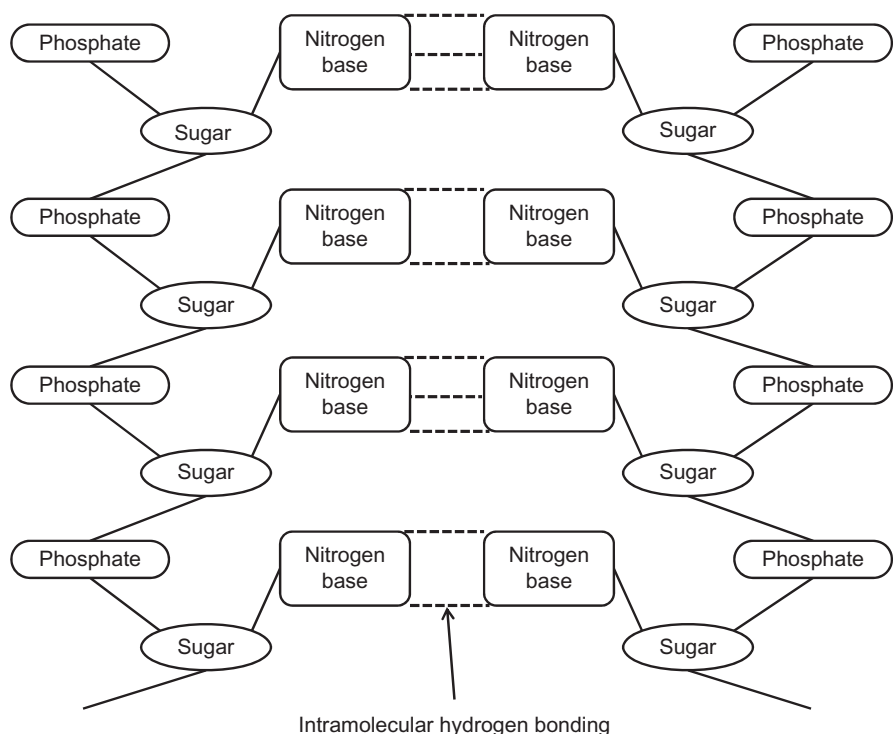 Phosphate
Nitrogen
base
Nitrogen
base
Phosphate
Sugar
Sugar
Phosphate
Nitrogen
base
Nitrogen
base
Phosphate
Sugar
Sugar
Phosphate
Nitrogen
base
Nitrogen
base
Phosphate
Sugar
Sugar
Phosphate
Nitrogen
base
Nitrogen
base
Phosphate
Sugar
Sugar
Intramolecular hydrogen bonding